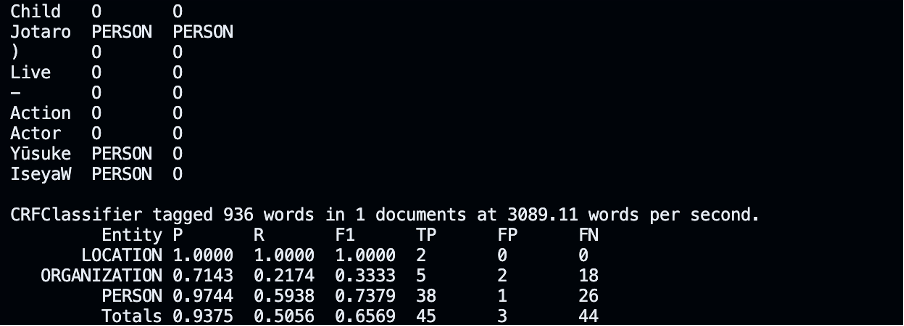 Child O O
Jotaro PERSON PERSON
) O O
Live O O
– O O
Action O O
Actor O O
Yūsuke PERSON O
IseyaW PERSON O
CRFClassifier tagged 936 words in 1 documents at 3089.11 words per second.
Entity P R F1 TP FP FN
LOCATION 1.0000 1.0000 1.0000 2 0 0
ORGANIZATION 0.7143 0.2174 0.3333 5 2 18
PERSON 0.9744 0.5938 0.7379 38 1 26
Totals 0.9375 0.5056 0.6569 45 3 44